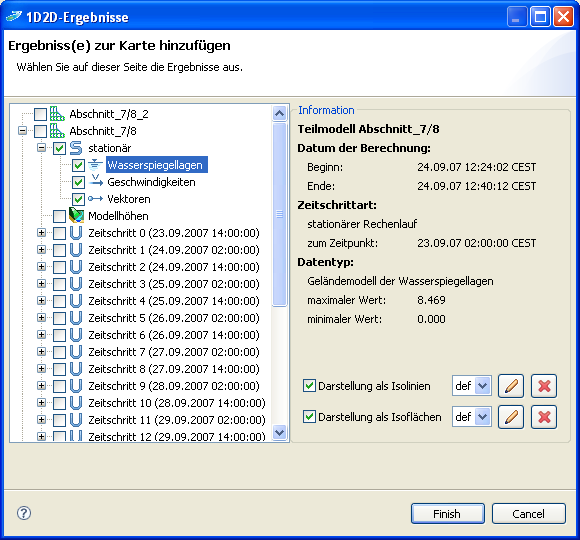 1D2D-Ergebnisse
Ergebniss(e) zur Karte hinzufügen
Wählen Sie auf dieser Seite die Ergebnisse aus.
Abschnitt_7/8_2
Abschnitt_7/8
stationär
Wasserspiegellagen
Geschwindigkeiten
Vektoren
Modellhöhen
Zeitschritt 0 (23.09.2007 14:00:00)
Zeitschritt 1 (24.09.2007 02:00:00)
Zeitschritt 2 (24.09.2007 14:00:00)
Zeitschritt 3 (25.09.2007 02:00:00)
Zeitschritt 4 (25.09.2007 14:00:00)
Zeitschritt 5 (26.09.2007 02:00:00)
Zeitschritt 6 (26.09.2007 14:00:00)
Zeitschritt 7 (27.09.2007 02:00:00)
Zeitschritt 8 (27.09.2007 14:00:00)
Zeitschritt 9 (28.09.2007 02:00:00)
Zeitschritt 10 (28.09.2007 14:00:00)
Zeitschritt 11 (29.09.2007 02:00:00)
Zeitschritt 12 (29.09.2007 14:00:00)
Information
Teilmodell Abschnitt_7/8
Datum der Berechnung:
Beginn: 24.09.07 12:24:02 CEST
Ende: 24.09.07 12:40:12 CEST
Zeitschrittart:
stationärer Rechenlauf
zum Zeitpunkt: 23.09.07 02:00:00 CEST
Datentyp:
Geländemodell der Wasserspiegellagen
maximaler Wert: 8.469
minimaler Wert: 0.000
Darstellung als Isolinien def
Darstellung als Isoflächen def
Finish Cancel